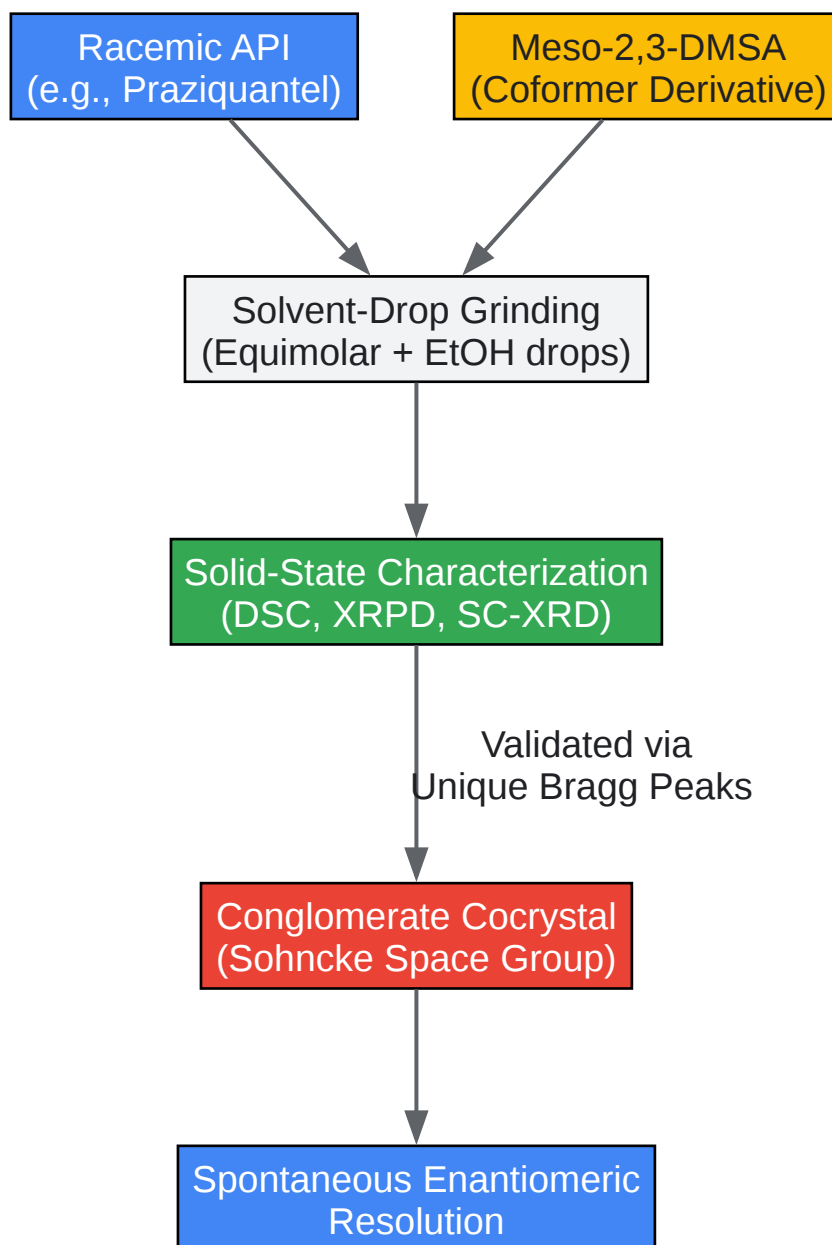 Racemic API
(e.g., Praziquantel)
Meso-2,3-DMSA
(Coformer Derivative)
Solvent-Drop Grinding
(Equimolar + EtOH drops)
Solid-State Characterization
(DSC, XRPD, SC-XRD)
Validated via
Unique Bragg Peaks
Conglomerate Cocrystal
(Sohncke Space Group)
Spontaneous Enantiomeric
Resolution